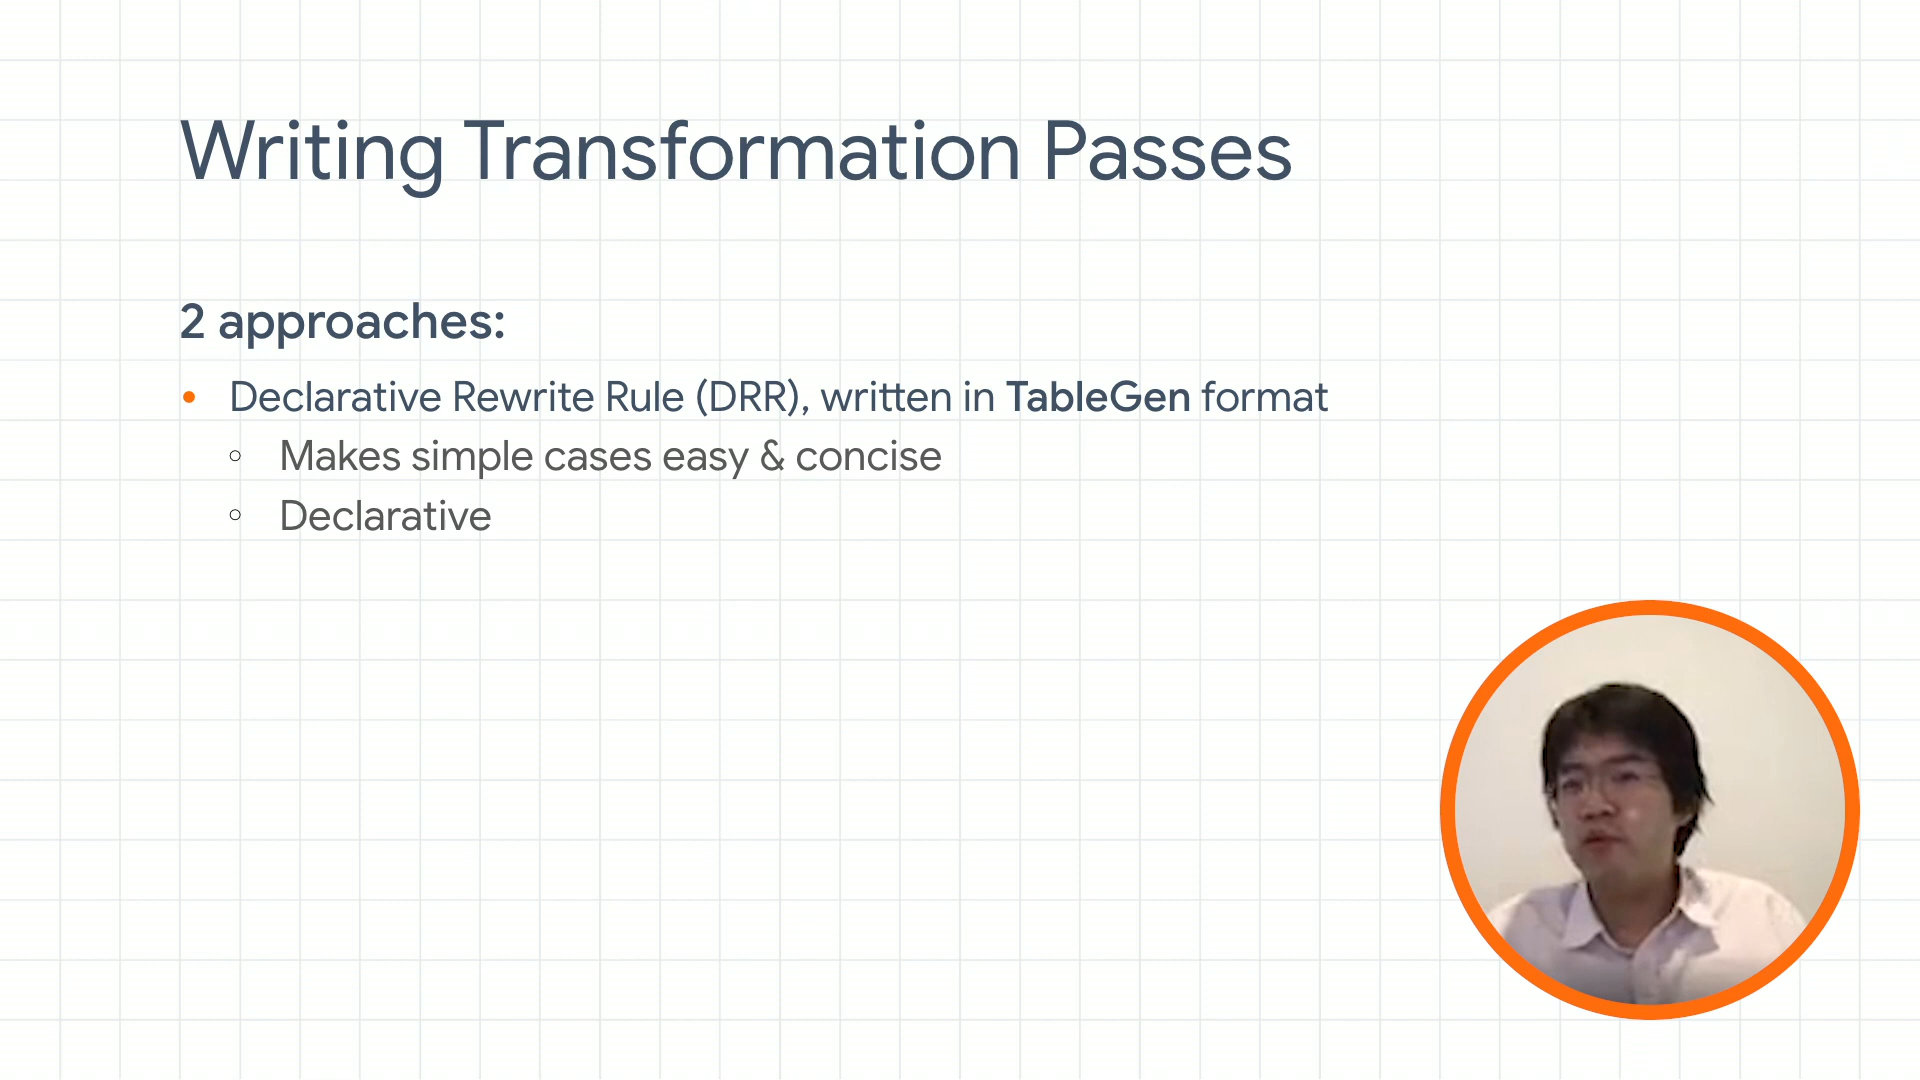 Writing Transformation Passes
2 approaches:
• Declarative Rewrite Rule (DRR), written in TableGen format
○ Makes simple cases easy & concise
○ Declarative